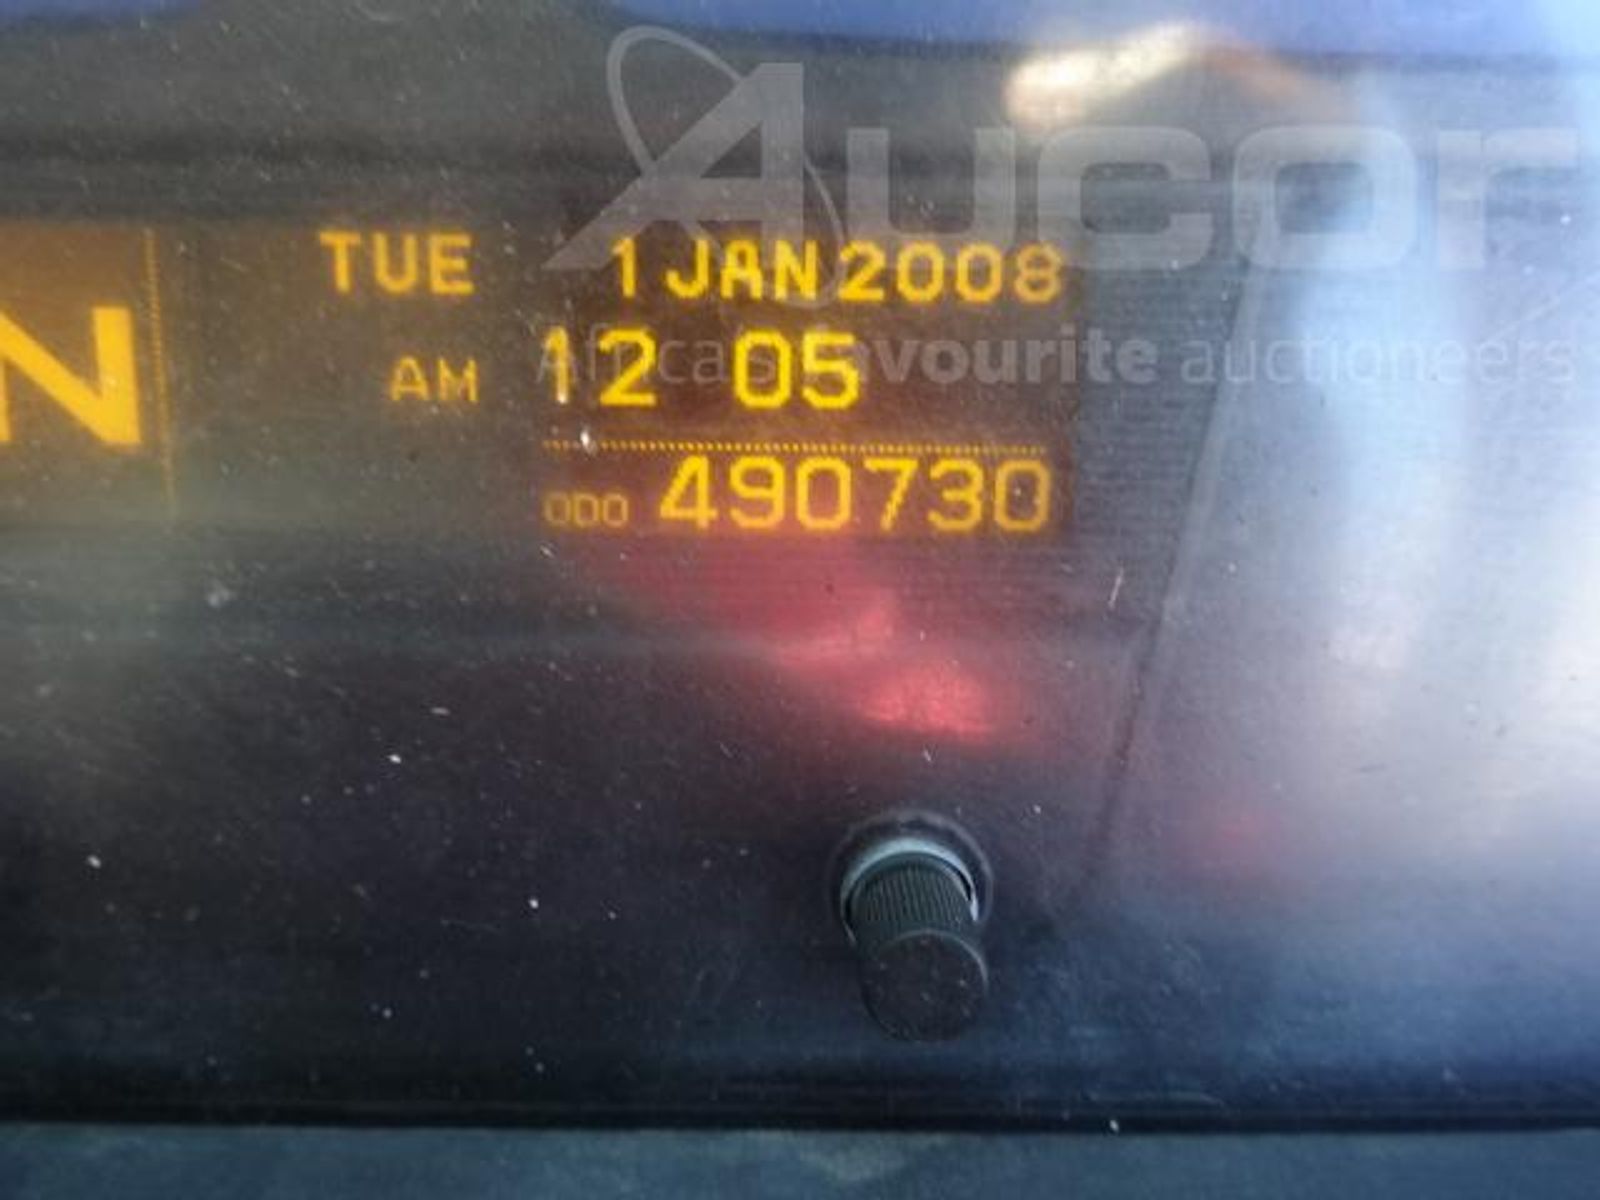 Aucor
Africa's favourite auctioneers
TUE 1 JAN 2008
N
AM 12 05
ODO 490730